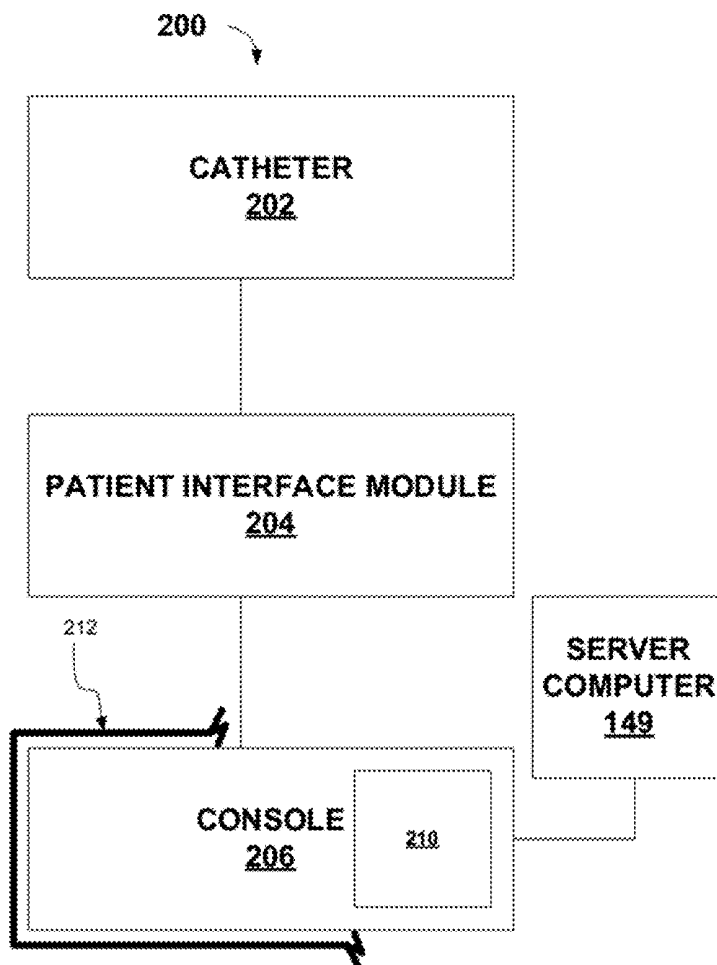 200
CATHETER
202
PATIENT INTERFACE MODULE
204
212
SERVER
COMPUTER
149
CONSOLE
206
210